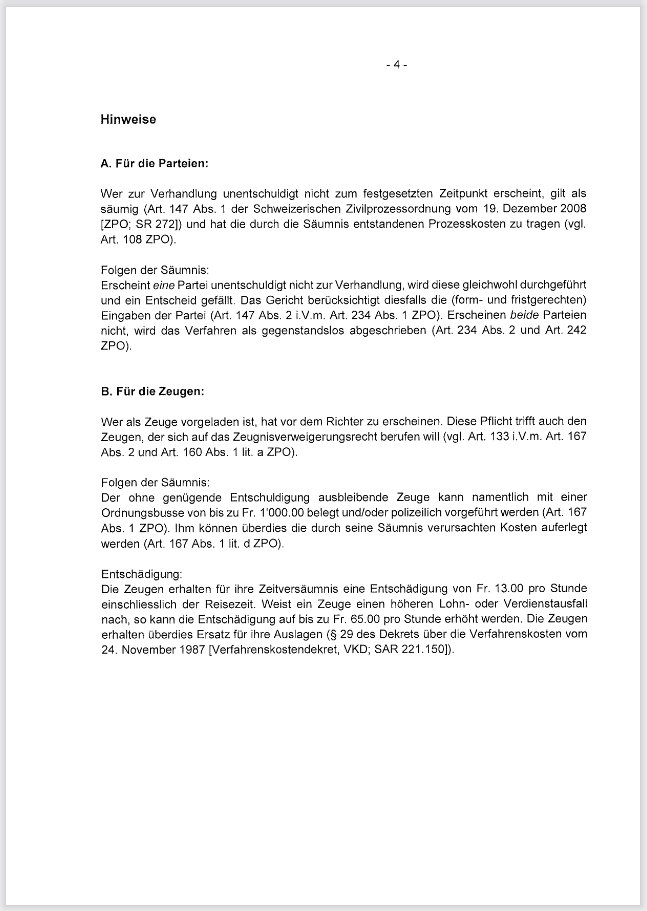 - 4 -
Hinweise
A. Für die Parteien:
Wer zur Verhandlung unentschuldigt nicht zum festgesetzten Zeitpunkt erscheint, gilt als
säumig (Art. 147 Abs. 1 der Schweizerischen Zivilprozessordnung vom 19. Dezember 2008
[ZPO; SR 272]) und hat die durch die Säumnis entstandenen Prozesskosten zu tragen (vgl.
Art. 108 ZPO).
Folgen der Säumnis:
Erscheint eine Partei unentschuldigt nicht zur Verhandlung, wird diese gleichwohl durchgeführt
und ein Entscheid gefällt. Das Gericht berücksichtigt diesfalls die (form- und fristgerechten)
Eingaben der Partei (Art. 147 Abs. 2 i.V.m. Art. 234 Abs. 1 ZPO). Erscheinen beide Parteien
nicht, wird das Verfahren als gegenstandslos abgeschrieben (Art. 234 Abs. 2 und Art. 242
ZPO).
B. Für die Zeugen:
Wer als Zeuge vorgeladen ist, hat vor dem Richter zu erscheinen. Diese Pflicht trifft auch den
Zeugen, der sich auf das Zeugnisverweigerungsrecht berufen will (vgl. Art. 133 i.V.m. Art. 167
Abs. 2 und Art. 160 Abs. 1 lit. a ZPO).
Folgen der Säumnis:
Der ohne genügende Entschuldigung ausbleibende Zeuge kann namentlich mit einer
Ordnungsbusse von bis zu Fr. 1'000.00 belegt und/oder polizeilich vorgeführt werden (Art. 167
Abs. 1 ZPO). Ihm können überdies die durch seine Säumnis verursachten Kosten auferlegt
werden (Art. 167 Abs. 1 lit. d ZPO).
Entschädigung:
Die Zeugen erhalten für ihre Zeitversäumnis eine Entschädigung von Fr. 13.00 pro Stunde
einschliesslich der Reisezeit. Weist ein Zeuge einen höheren Lohn- oder Verdienstausfall
nach, so kann die Entschädigung auf bis zu Fr. 65.00 pro Stunde erhöht werden. Die Zeugen
erhalten überdies Ersatz für ihre Auslagen (§ 29 des Dekrets über die Verfahrenskosten vom
24. November 1987 [Verfahrenskostendekret, VKD; SAR 221.150]).